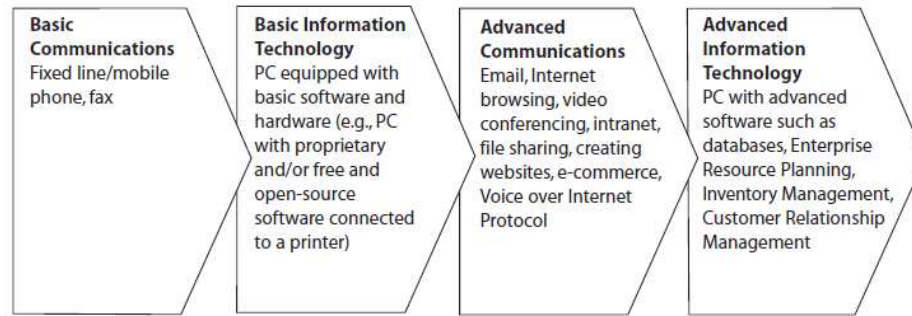 Basic
Communications
Fixed line/mobile
phone, fax
Basic Information
Technology
PC equipped with
basic software and
hardware (e.g., PC
with proprietary
and/or free and
open-source
software connected
to a printer)
Advanced
Communications
Email, Internet
browsing, video
conferencing, intranet,
file sharing, creating
websites, e-commerce,
Voice over Internet
Protocol
Advanced
Information
Technology
PC with advanced
software such as
databases, Enterprise
Resource Planning,
Inventory Management,
Customer Relationship
Management